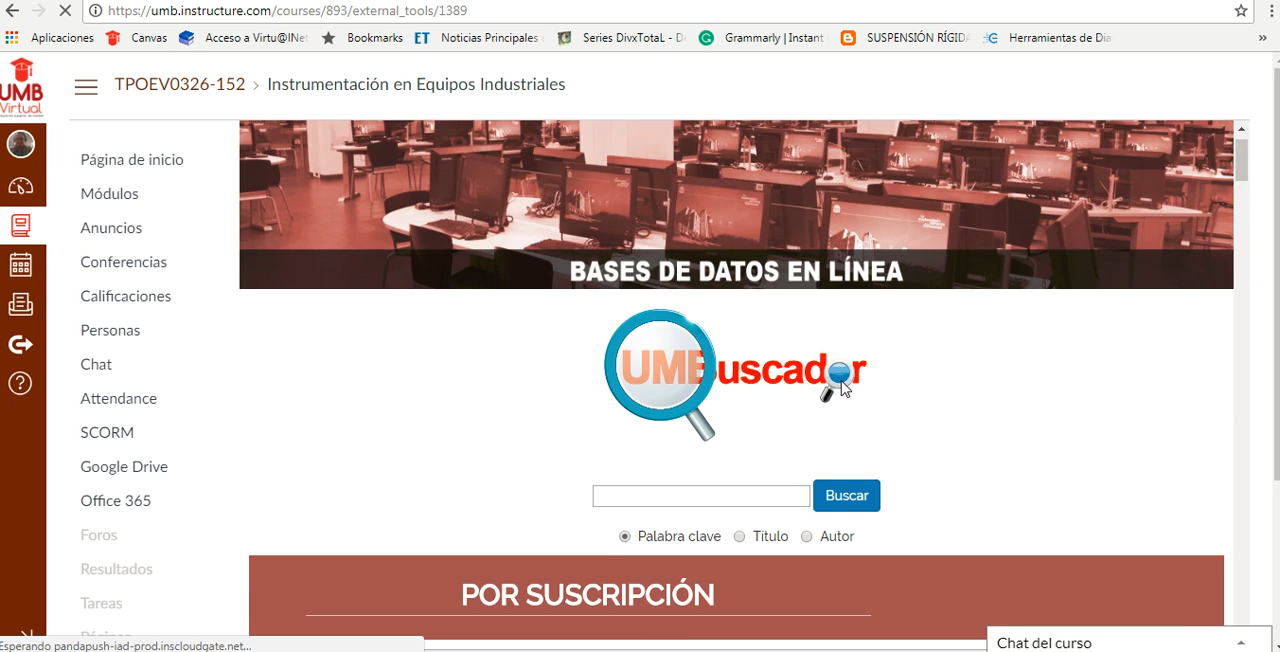 https://umb.instructure.com/courses/893/external_tools/1389
Aplicaciones Canvas Acceso a Virtu@lNet Bookmarks ET Noticias Principales Series DivxTotaL - D Grammarly | Instant SUSPENSIÓN RÍGIDA Herramientas de Dia »
UMB
Virtual
TPOEV0326-152 › Instrumentación en Equipos Industriales
Página de inicio
Módulos
Anuncios
Conferencias
Calificaciones
Personas
Chat
Attendance
SCORM
Google Drive
Office 365
Foros
Resultados
Tareas
BASES DE DATOS EN LÍNEA
UMBuscador
Buscar
Palabra clave Titulo Autor
POR SUSCRIPCIÓN
Esperando pandapush-iad-prod.inscloudgate.net...
Chat del curso